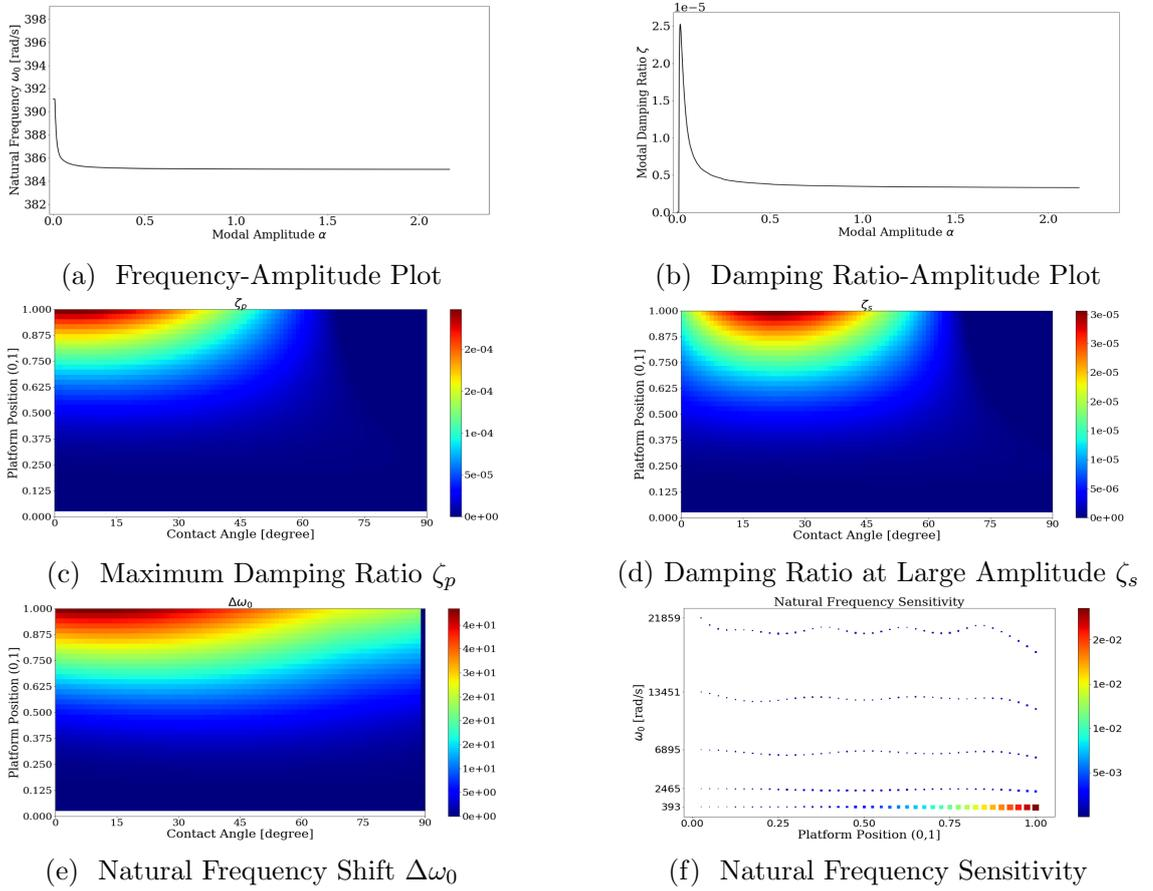 398
396
394
392
390
388
386
384
382
Natural Frequency ω₀ [rad/s]
0.0 0.5 1.0 1.5 2.0
Modal Amplitude α
1e−5
2.5
2.0
1.5
1.0
0.5
0.0
Modal Damping Ratio ζ
0.0 0.5 1.0 1.5 2.0
Modal Amplitude α
(a) Frequency-Amplitude Plot
(b) Damping Ratio-Amplitude Plot
ζp
1.000
0.875
0.750
0.625
0.500
0.375
0.250
0.125
0.000
Platform Position (0,1]
0 15 30 45 60 75 90
Contact Angle [degree]
2e-04
2e-04
1e-04
5e-05
0e+00
ζs
1.000
0.875
0.750
0.625
0.500
0.375
0.250
0.125
0.000
Platform Position (0,1]
0 15 30 45 60 75 90
Contact Angle [degree]
3e-05
3e-05
2e-05
2e-05
1e-05
1e-05
5e-06
0e+00
(c) Maximum Damping Ratio ζp
(d) Damping Ratio at Large Amplitude ζs
Δω₀
1.000
0.875
0.750
0.625
0.500
0.375
0.250
0.125
0.000
Platform Position (0,1]
0 15 30 45 60 75 90
Contact Angle [degree]
4e+01
4e+01
3e+01
3e+01
2e+01
2e+01
1e+01
5e+00
0e+00
Natural Frequency Sensitivity
21859
13451
6895
2465
393
ω₀ [rad/s]
0.00 0.25 0.50 0.75 1.00
Platform Position (0,1]
2e-02
1e-02
1e-02
5e-03
(e) Natural Frequency Shift Δω₀
(f) Natural Frequency Sensitivity